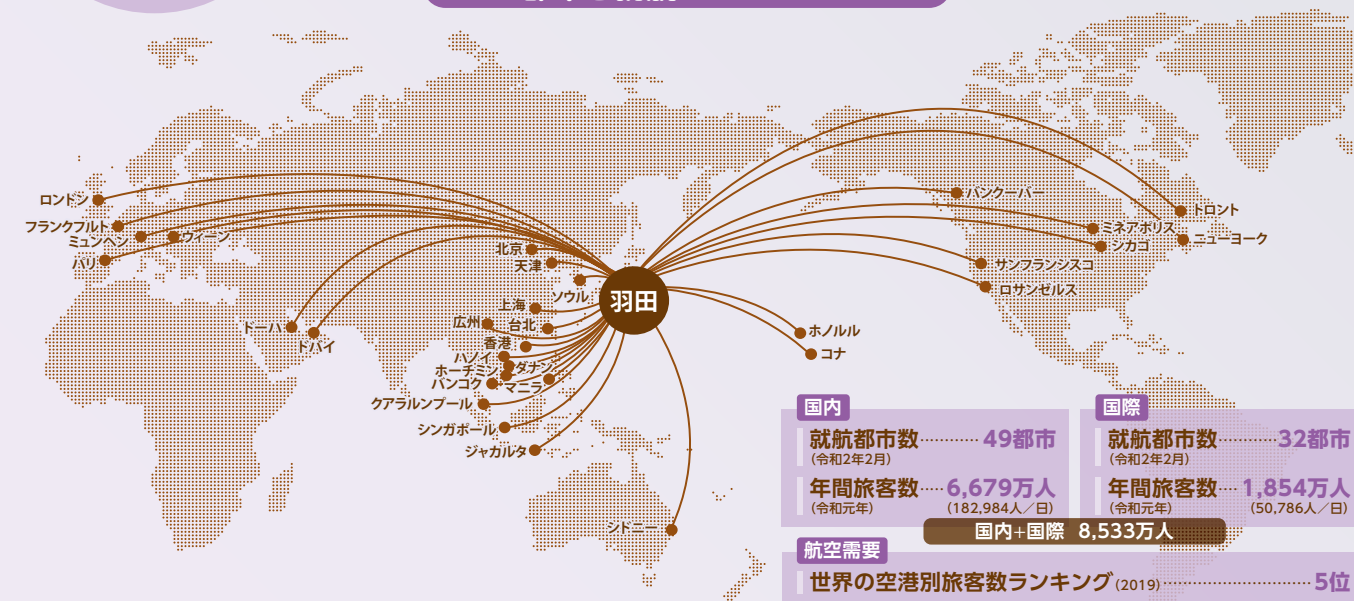 ロンドン
フランクフルト
ミュンヘン
ウィーン
パリ
北京
天津
ソウル
上海
広州
台北
香港
ハノイ
ホーチミン
ダナン
バンコク
マニラ
クアラルンプール
シンガポール
ジャカルタ
ドーハ
ドバイ
羽田
シドニー
バンクーバー
トロント
ミネアポリス
ニューヨーク
シカゴ
サンフランシスコ
ロサンゼルス
ホノルル
コナ
国内
就航都市数 49都市
(令和2年2月)
年間旅客数 6,679万人
(令和元年) (182,984人/日)
国際
就航都市数 32都市
(令和2年2月)
年間旅客数 1,854万人
(令和元年) (50,786人/日)
国内+国際 8,533万人
航空需要
世界の空港別旅客数ランキング(2019) 5位